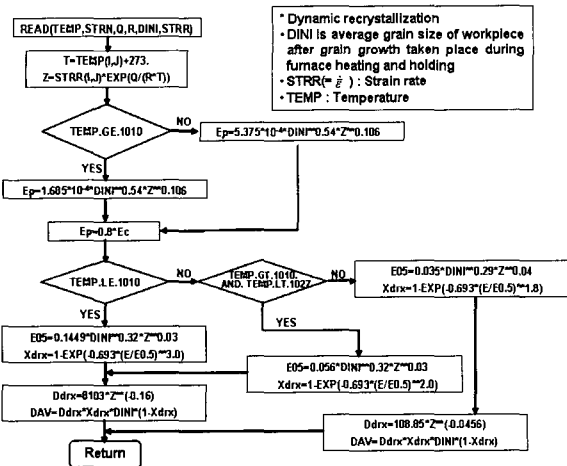 READ(TEMP,STRN,Q,R,DINI,STRR)
* Dynamic recrystallization
• DINI is average grain size of workpiece
after grain growth taken place during
furnace heating and holding
• STRR(= ε̇ ) : Strain rate
• TEMP : Temperature
T=TEMP(I,J)+273.
Z=STRR(I,J)*EXP(Q/(R*T))
TEMP.GE.1010
NO
Ep=5.375*10⁻⁴*DINI**0.54*Z**0.106
YES
Ep=1.685*10⁻⁴*DINI**0.54*Z**0.106
Ep=0.8*Ec
TEMP.LE.1010
NO
TEMP.GT.1010.
AND. TEMP.LT.1027
NO
E05=0.035*DINI**0.29*Z**0.04
Xdrx=1-EXP(-0.693*(E/E0.5)**1.8)
YES
YES
E05=0.1449*DINI**0.32*Z**0.03
Xdrx=1-EXP(-0.693*(E/E0.5)**3.0)
E05=0.056*DINI**0.32*Z**0.03
Xdrx=1-EXP(-0.693*(E/E0.5)**2.0)
Ddrx=8103*Z**(-0.16)
DAV=Ddrx*Xdrx*DINI*(1-Xdrx)
Ddrx=108.85*Z**(-0.0456)
DAV=Ddrx*Xdrx*DINI*(1-Xdrx)
Return